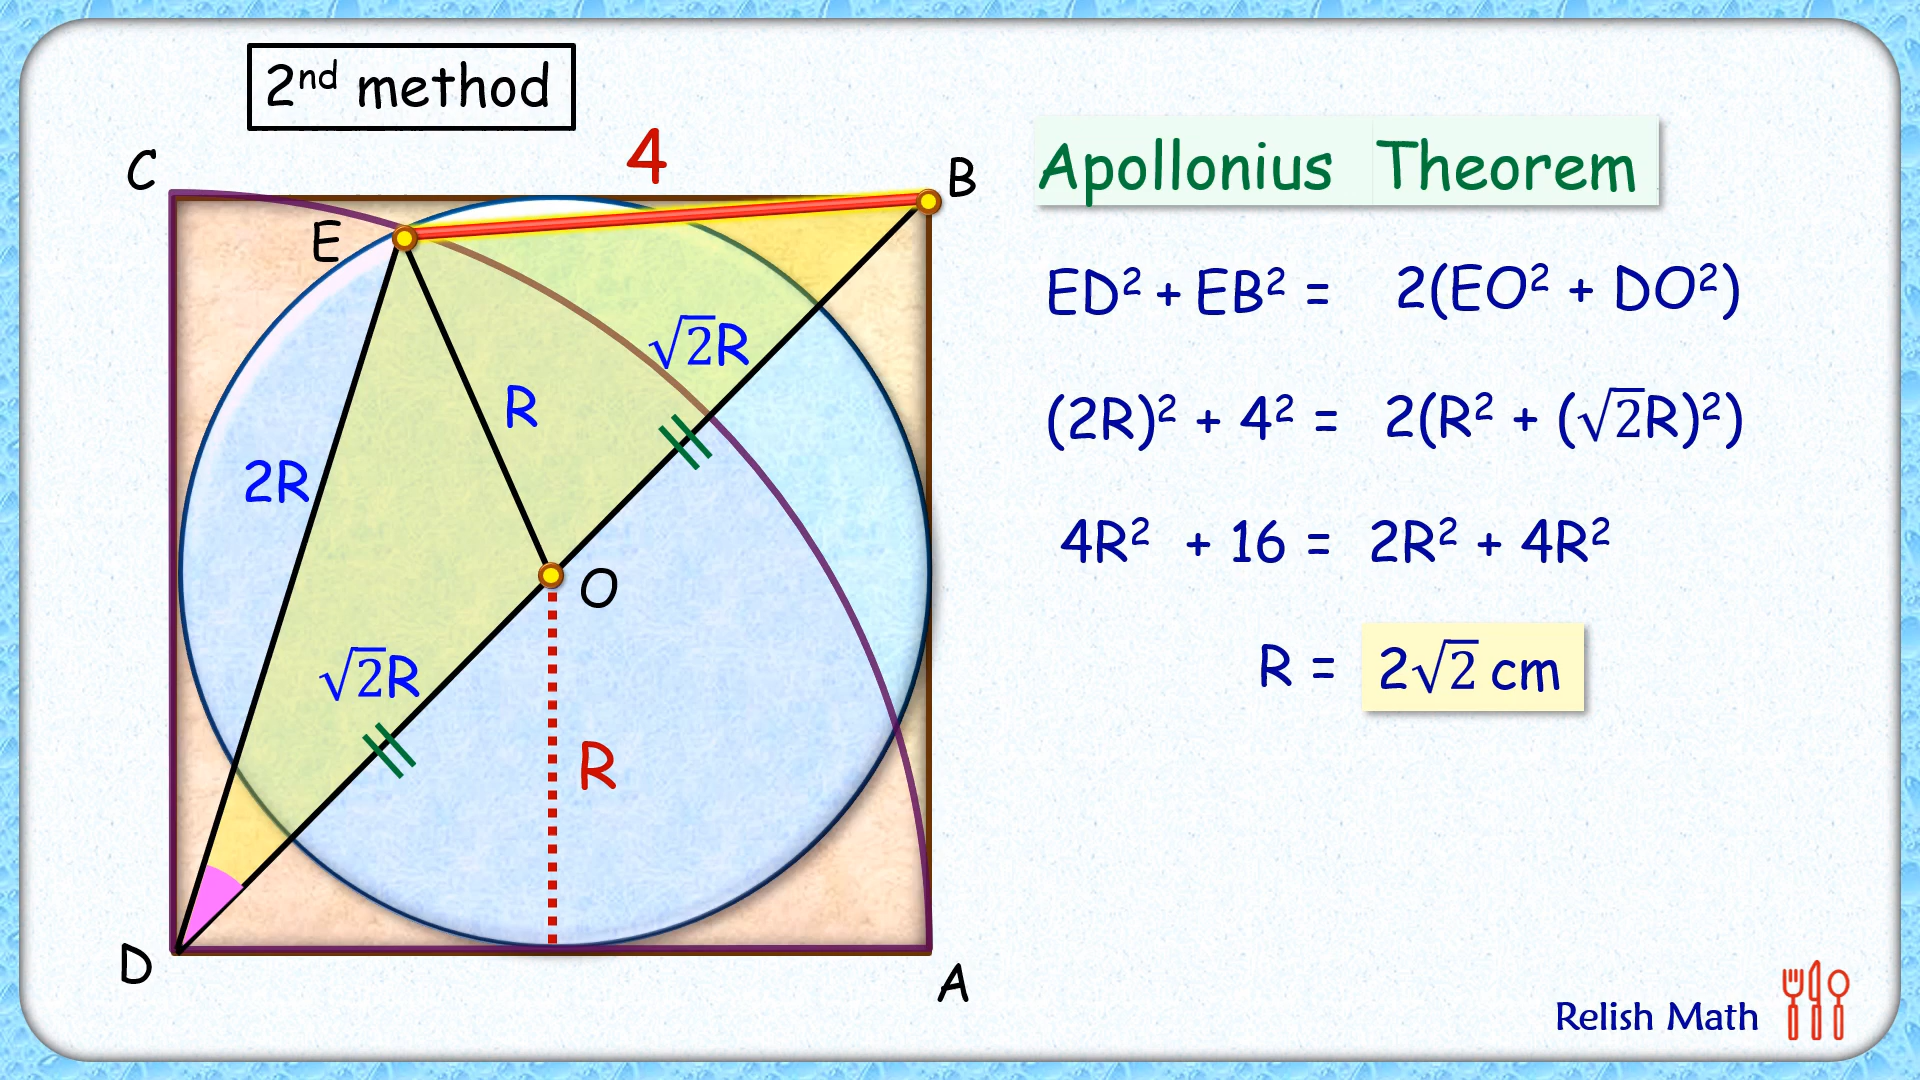 2ⁿᵈ method
4
C
B
E
√2R
R
2R
O
√2R
R
D
A
Apollonius Theorem
ED² + EB² = 2(EO² + DO²)
(2R)² + 4² = 2(R² + (√2R)²)
4R² + 16 = 2R² + 4R²
R = 2√2 cm
Relish Math